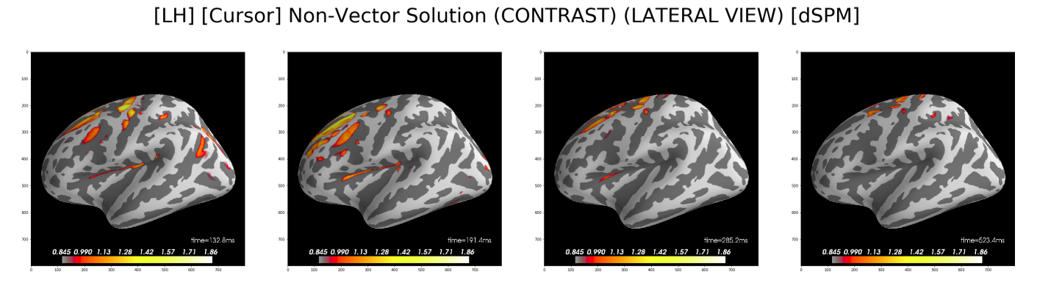 [LH] [Cursor] Non-Vector Solution (CONTRAST) (LATERAL VIEW) [dSPM]
time=132.8ms
0.845 0.990 1.13 1.28 1.42 1.57 1.71 1.86
time=191.4ms
0.845 0.990 1.13 1.28 1.42 1.57 1.71 1.86
time=285.2ms
0.845 0.990 1.13 1.28 1.42 1.57 1.71 1.86
time=523.4ms
0.845 0.990 1.13 1.28 1.42 1.57 1.71 1.86